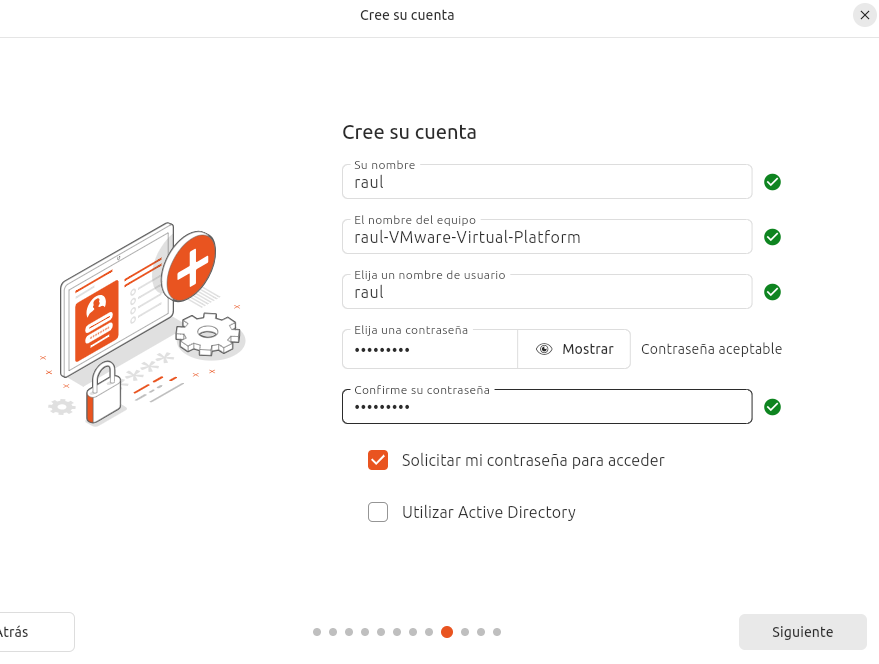 Cree su cuenta
Cree su cuenta
Su nombre
raul
El nombre del equipo
raul-VMware-Virtual-Platform
Elija un nombre de usuario
raul
Elija una contraseña
•••••••••
Mostrar
Contraseña aceptable
Confirme su contraseña
•••••••••
Solicitar mi contraseña para acceder
Utilizar Active Directory
Atrás
Siguiente